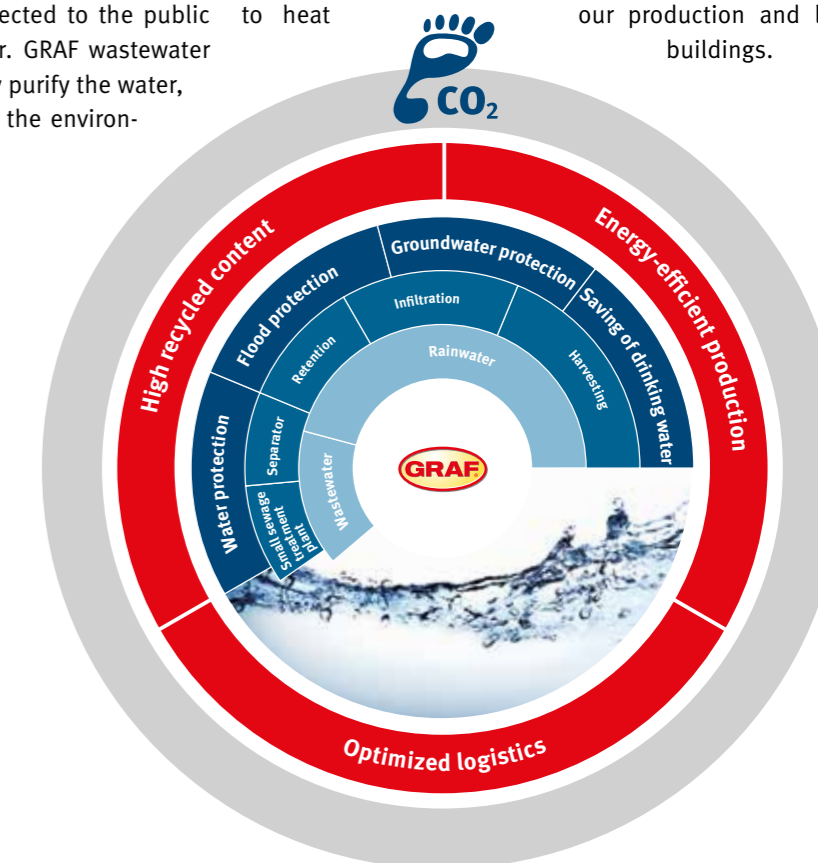 ected to the public
r. GRAF wastewater
purify the water,
the environ-
to heat
our production and
buildings.
CO₂
High recycled content
Energy-efficient production
Optimized logistics
Flood protection
Groundwater protection
Saving of drinking water
Water protection
Retention
Infiltration
Harvesting
Separator
Small sewage
treatment
plant
Rainwater
Wastewater
GRAF